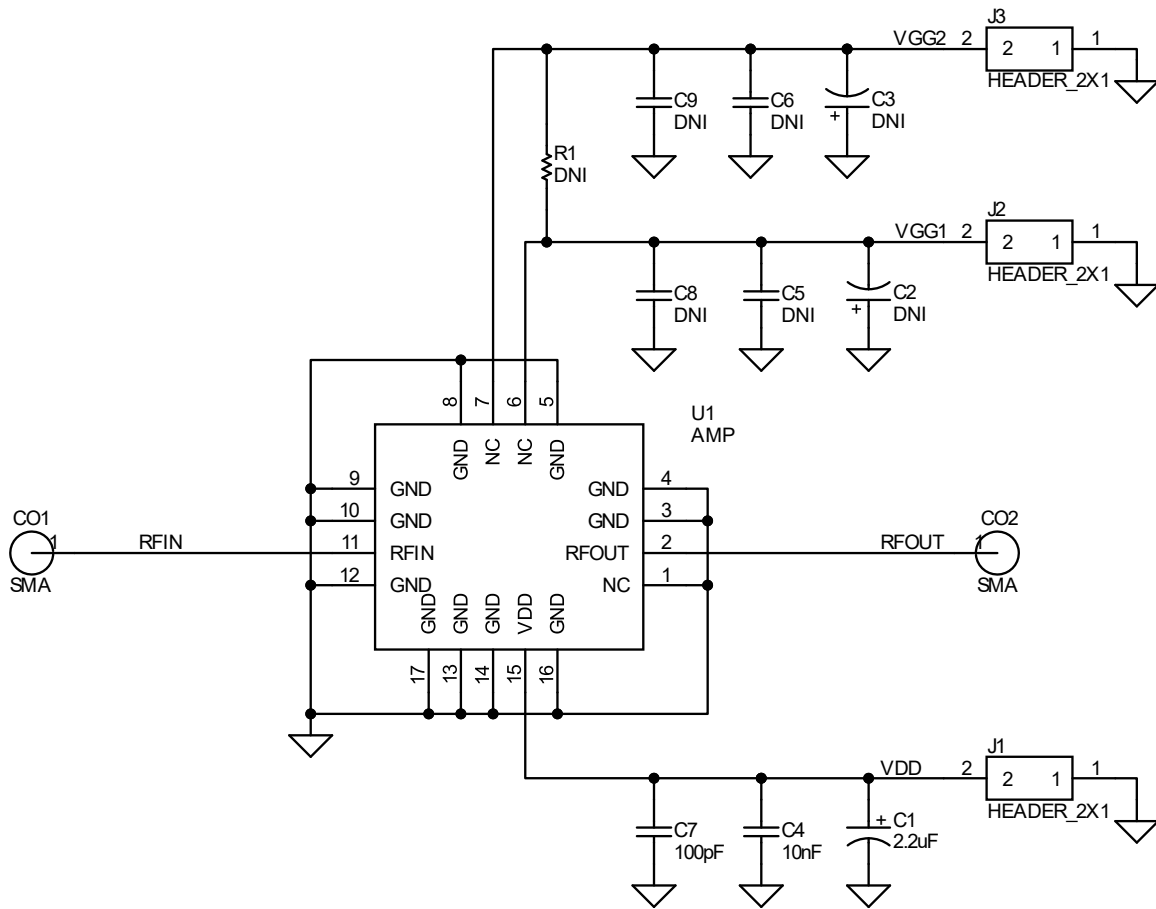 J3
VGG2 2 2 1 1
HEADER_2X1
C9
DNI
C6
DNI
C3
DNI
+
R1
DNI
J2
VGG1 2 2 1 1
HEADER_2X1
C8
DNI
C5
DNI
C2
DNI
+
U1
AMP
8 7 6 5
GND NC NC GND
9 GND
10 GND
11 RFIN
12 GND
GND 4
GND 3
RFOUT 2
NC 1
CO1
1
SMA
RFIN
RFOUT
CO2
1
SMA
GND GND GND VDD GND
17 13 14 15 16
J1
VDD 2 2 1 1
HEADER_2X1
C7
100pF
C4
10nF
+ C1
2.2uF